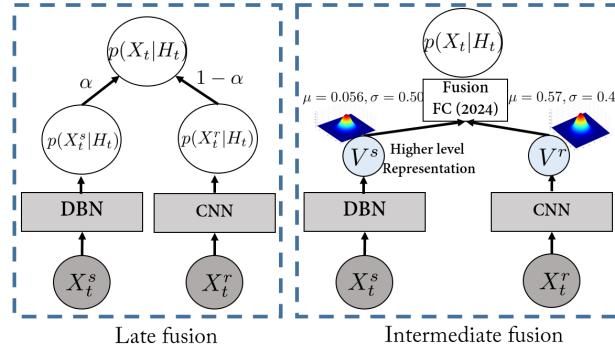 p(X_t|H_t)
α
1 − α
p(X_t^s|H_t)
p(X_t^r|H_t)
DBN
CNN
X_t^s
X_t^r
Late fusion
p(X_t|H_t)
μ = 0.056, σ = 0.50
Fusion
FC (2024)
μ = 0.57, σ = 0.4
V^s
Higher level
Representation
V^r
DBN
CNN
X_t^s
X_t^r
Intermediate fusion